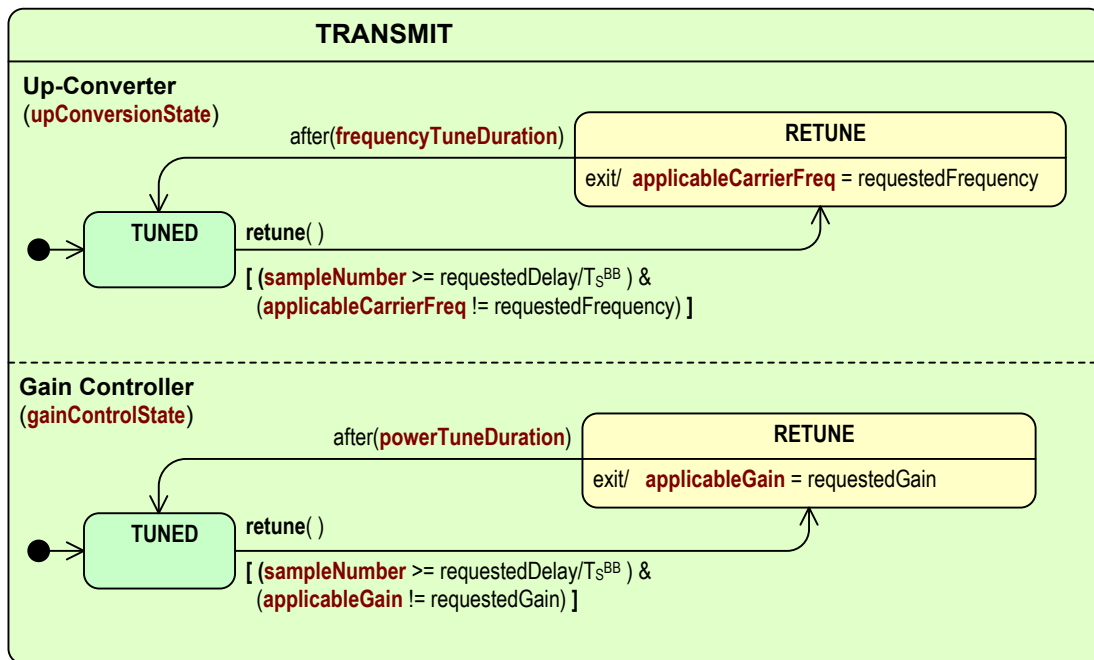 TRANSMIT
Up-Converter
(upConversionState)
after(frequencyTuneDuration)
RETUNE
exit/ applicableCarrierFreq = requestedFrequency
TUNED
retune( )
[ (sampleNumber >= requestedDelay/TSBB ) &
(applicableCarrierFreq != requestedFrequency) ]
Gain Controller
(gainControlState)
after(powerTuneDuration)
RETUNE
exit/ applicableGain = requestedGain
TUNED
retune( )
[ (sampleNumber >= requestedDelay/TSBB ) &
(applicableGain != requestedGain) ]